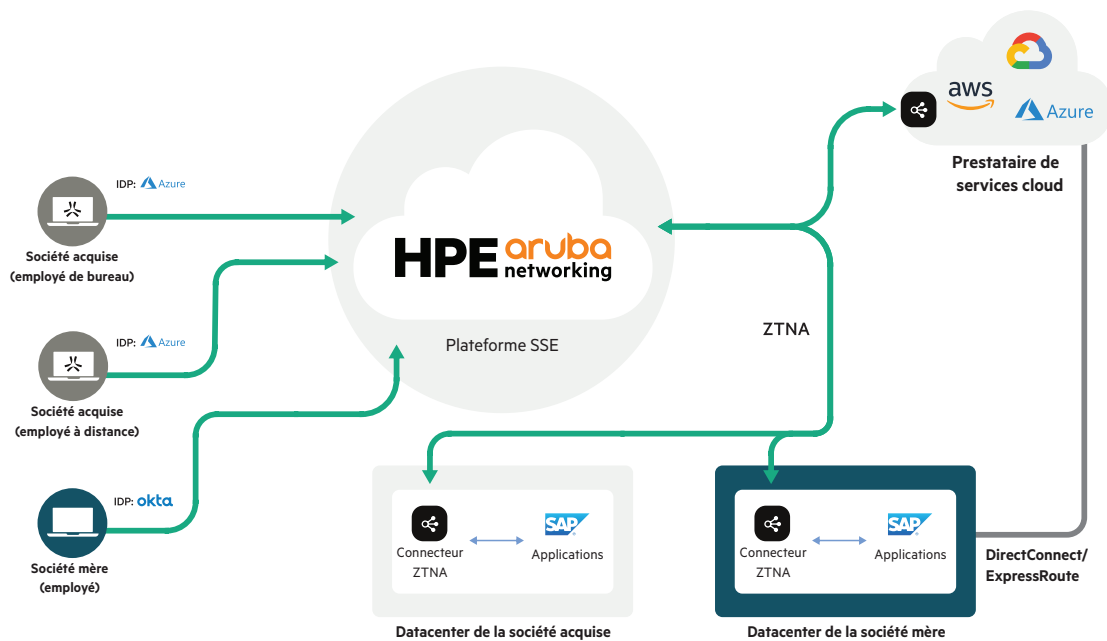 aws
Azure
Prestataire de
services cloud
IDP: Azure
Société acquise
(employé de bureau)
HPE aruba
networking
Plateforme SSE
ZTNA
IDP: Azure
Société acquise
(employé à distance)
IDP: okta
Société mère
(employé)
Connecteur
ZTNA
SAP
Applications
Datacenter de la société acquise
Connecteur
ZTNA
SAP
Applications
Datacenter de la société mère
DirectConnect/
ExpressRoute